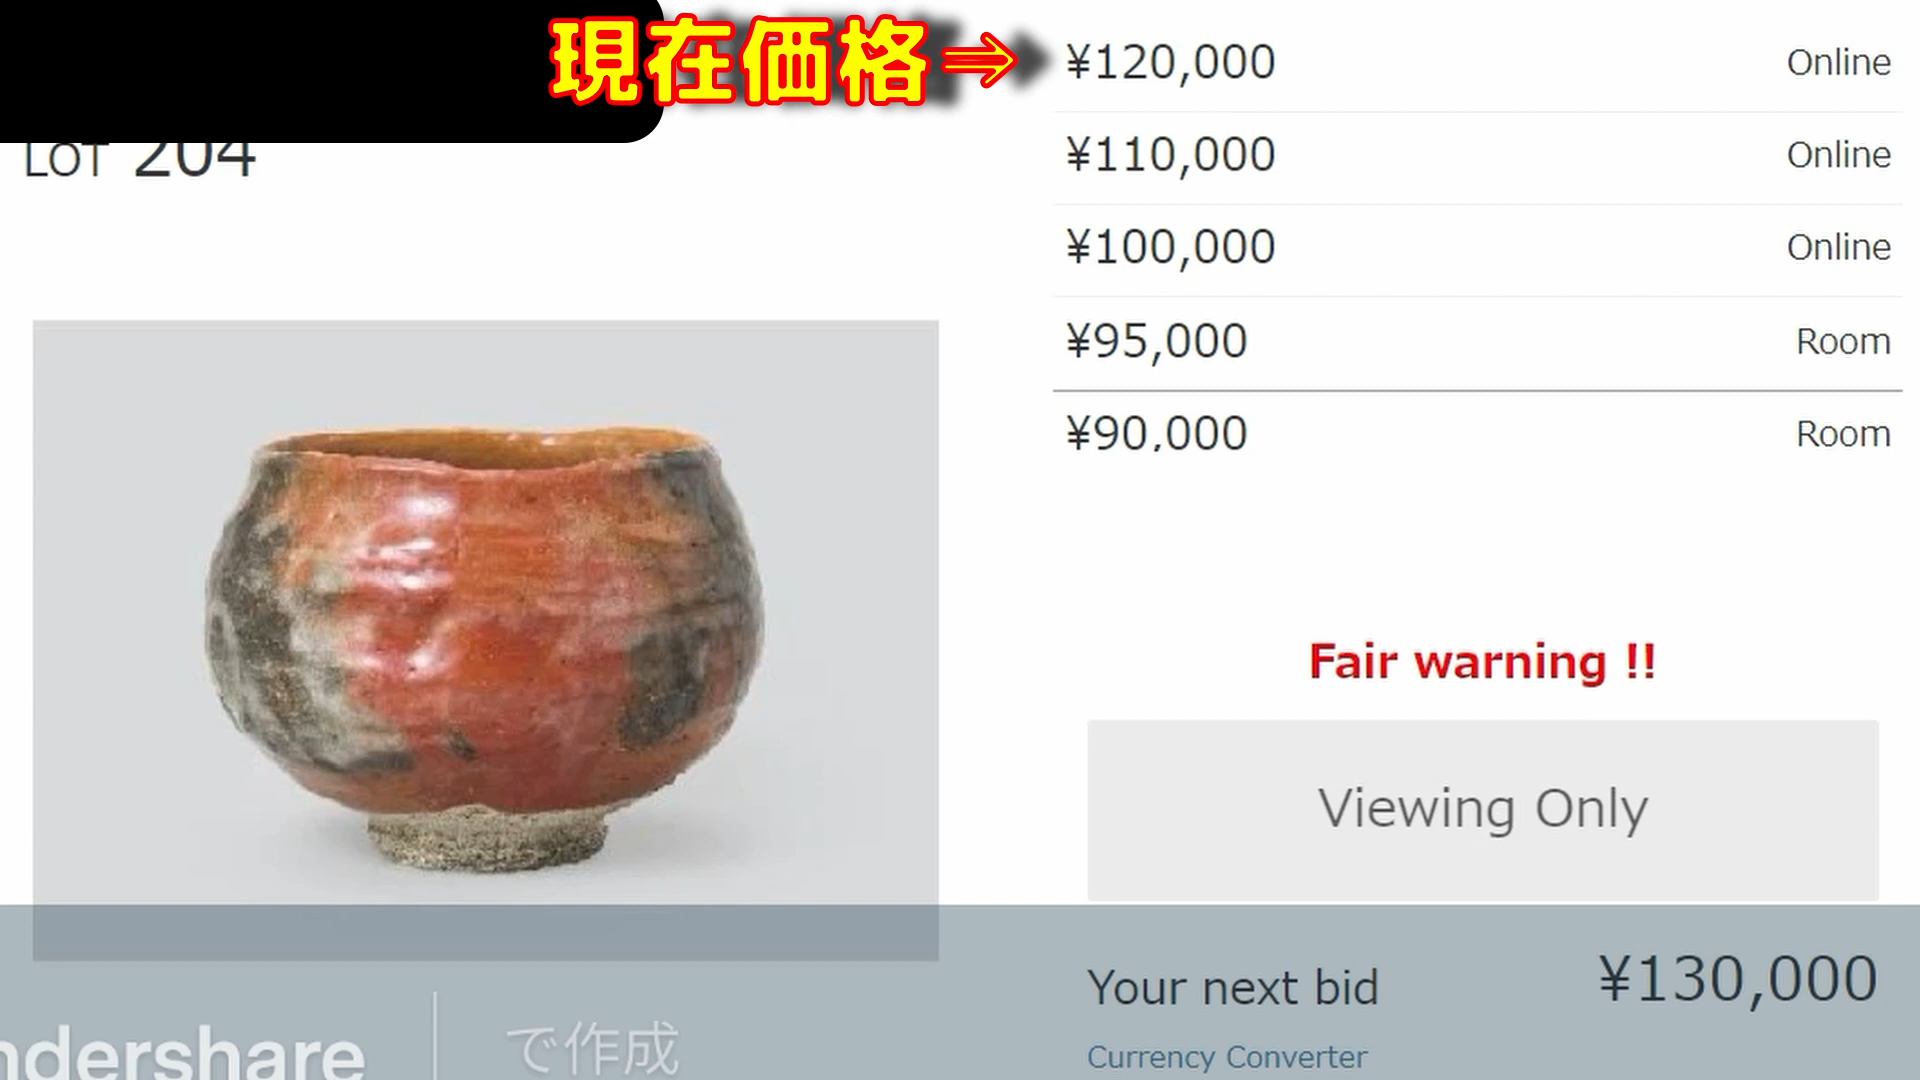 現在価格⇒
LOT 204
¥120,000 Online
¥110,000 Online
¥100,000 Online
¥95,000 Room
¥90,000 Room
Fair warning !!
Viewing Only
Your next bid ¥130,000
Currency Converter
ndershare で作成